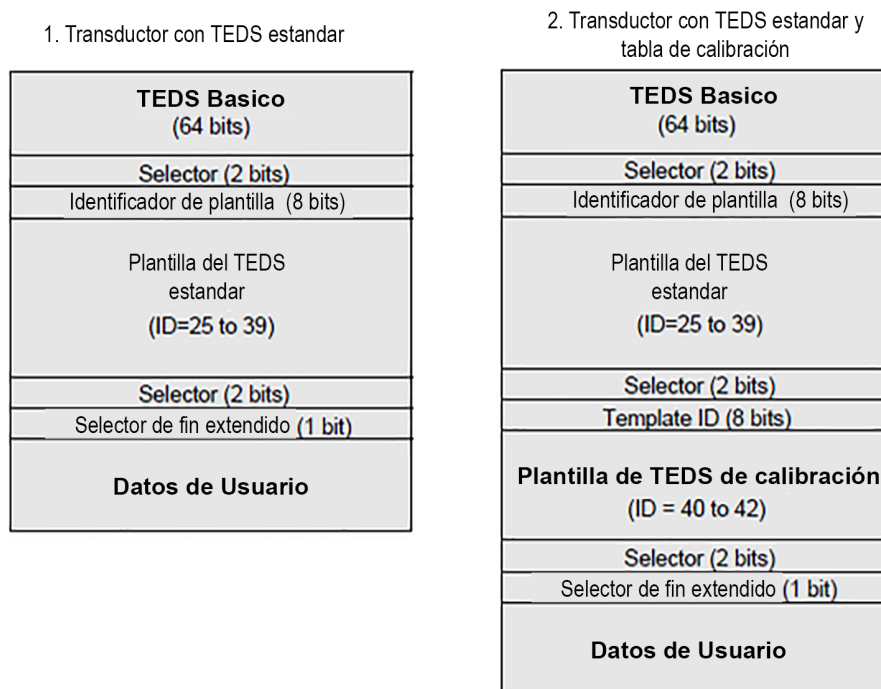 1. Transductor con TEDS estandar
TEDS Basico
(64 bits)
Selector (2 bits)
Identificador de plantilla (8 bits)
Plantilla del TEDS
estandar
(ID=25 to 39)
Selector (2 bits)
Selector de fin extendido (1 bit)
Datos de Usuario
2. Transductor con TEDS estandar y
tabla de calibración
TEDS Basico
(64 bits)
Selector (2 bits)
Identificador de plantilla (8 bits)
Plantilla del TEDS
estandar
(ID=25 to 39)
Selector (2 bits)
Template ID (8 bits)
Plantilla de TEDS de calibración
(ID = 40 to 42)
Selector (2 bits)
Selector de fin extendido (1 bit)
Datos de Usuario